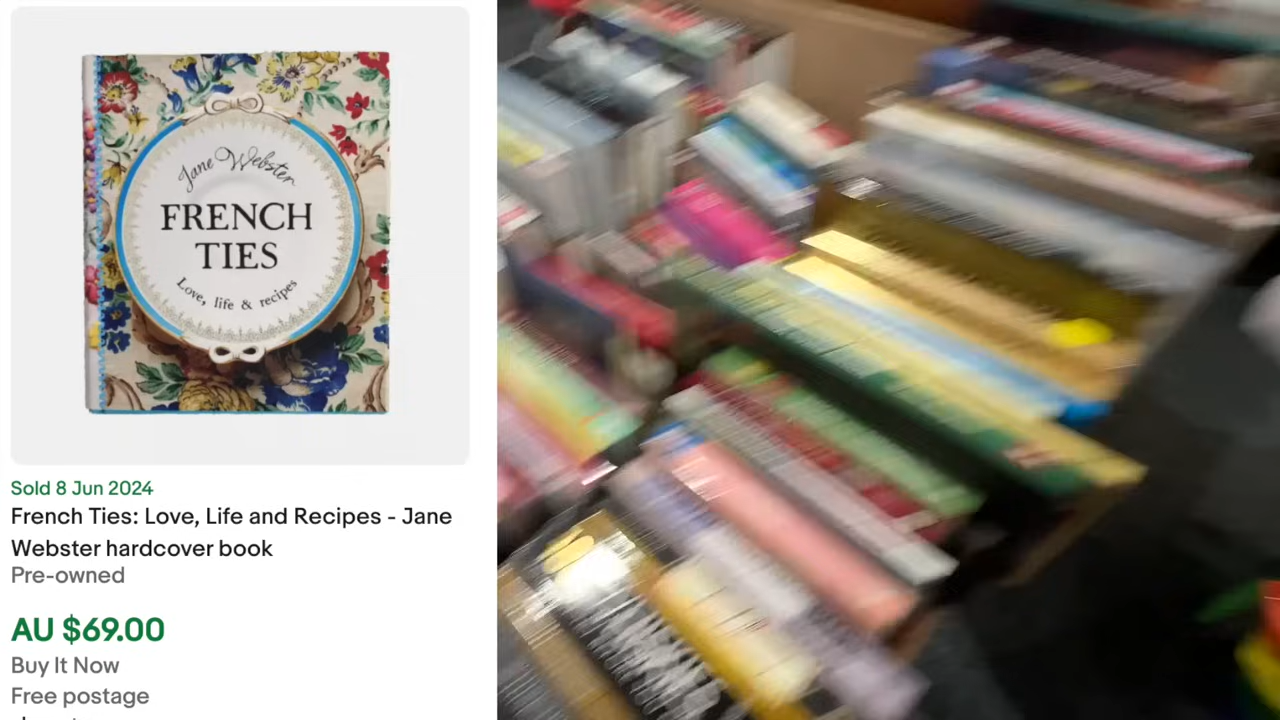 Jane Webster
FRENCH
TIES
Love, life & recipes
Sold 8 Jun 2024
French Ties: Love, Life and Recipes - Jane
Webster hardcover book
Pre-owned
AU $69.00
Buy It Now
Free postage